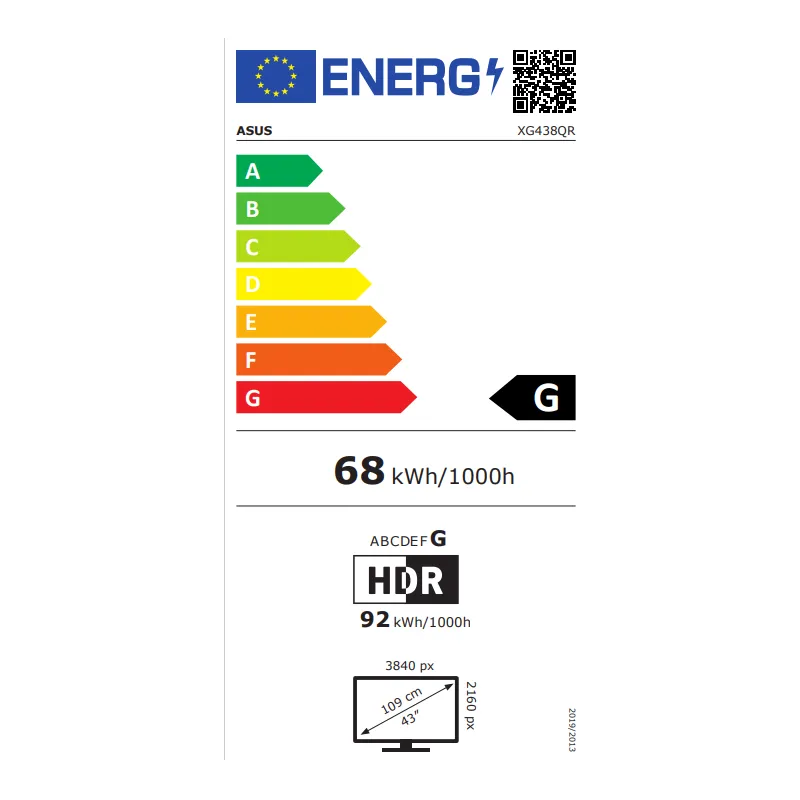 ENERG
ASUS XG438QR
A
B
C
D
E
F
G G
68 kWh/1000h
ABCDEFG
HDR
92 kWh/1000h
3840 px
109 cm
43"
2160 px
2019/2013